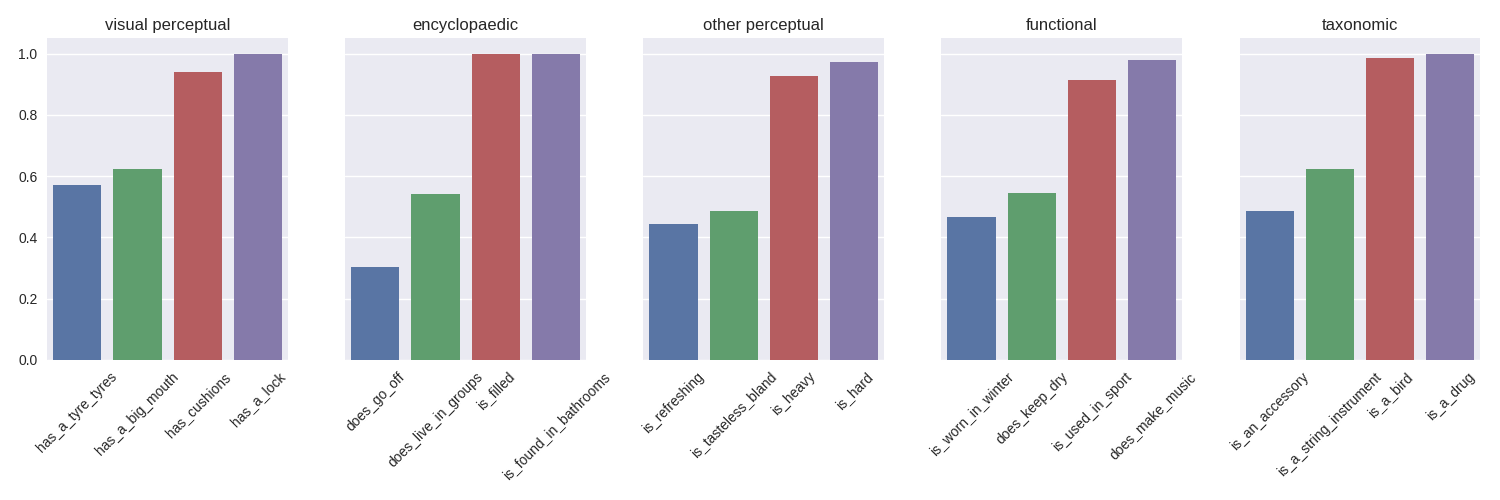 visual perceptual
encyclopaedic
other perceptual
functional
taxonomic
1.0
0.8
0.6
0.4
0.2
0.0
has_a_tyre_tyres
has_a_big_mouth
has_cushions
has_a_lock
does_go_off
does_live_in_groups
is_filled
is_found_in_bathrooms
is_refreshing
is_tasteless_bland
is_heavy
is_hard
is_worn_in_winter
does_keep_dry
is_used_in_sport
does_make_music
is_an_accessory
is_a_string_instrument
is_a_bird
is_a_drug